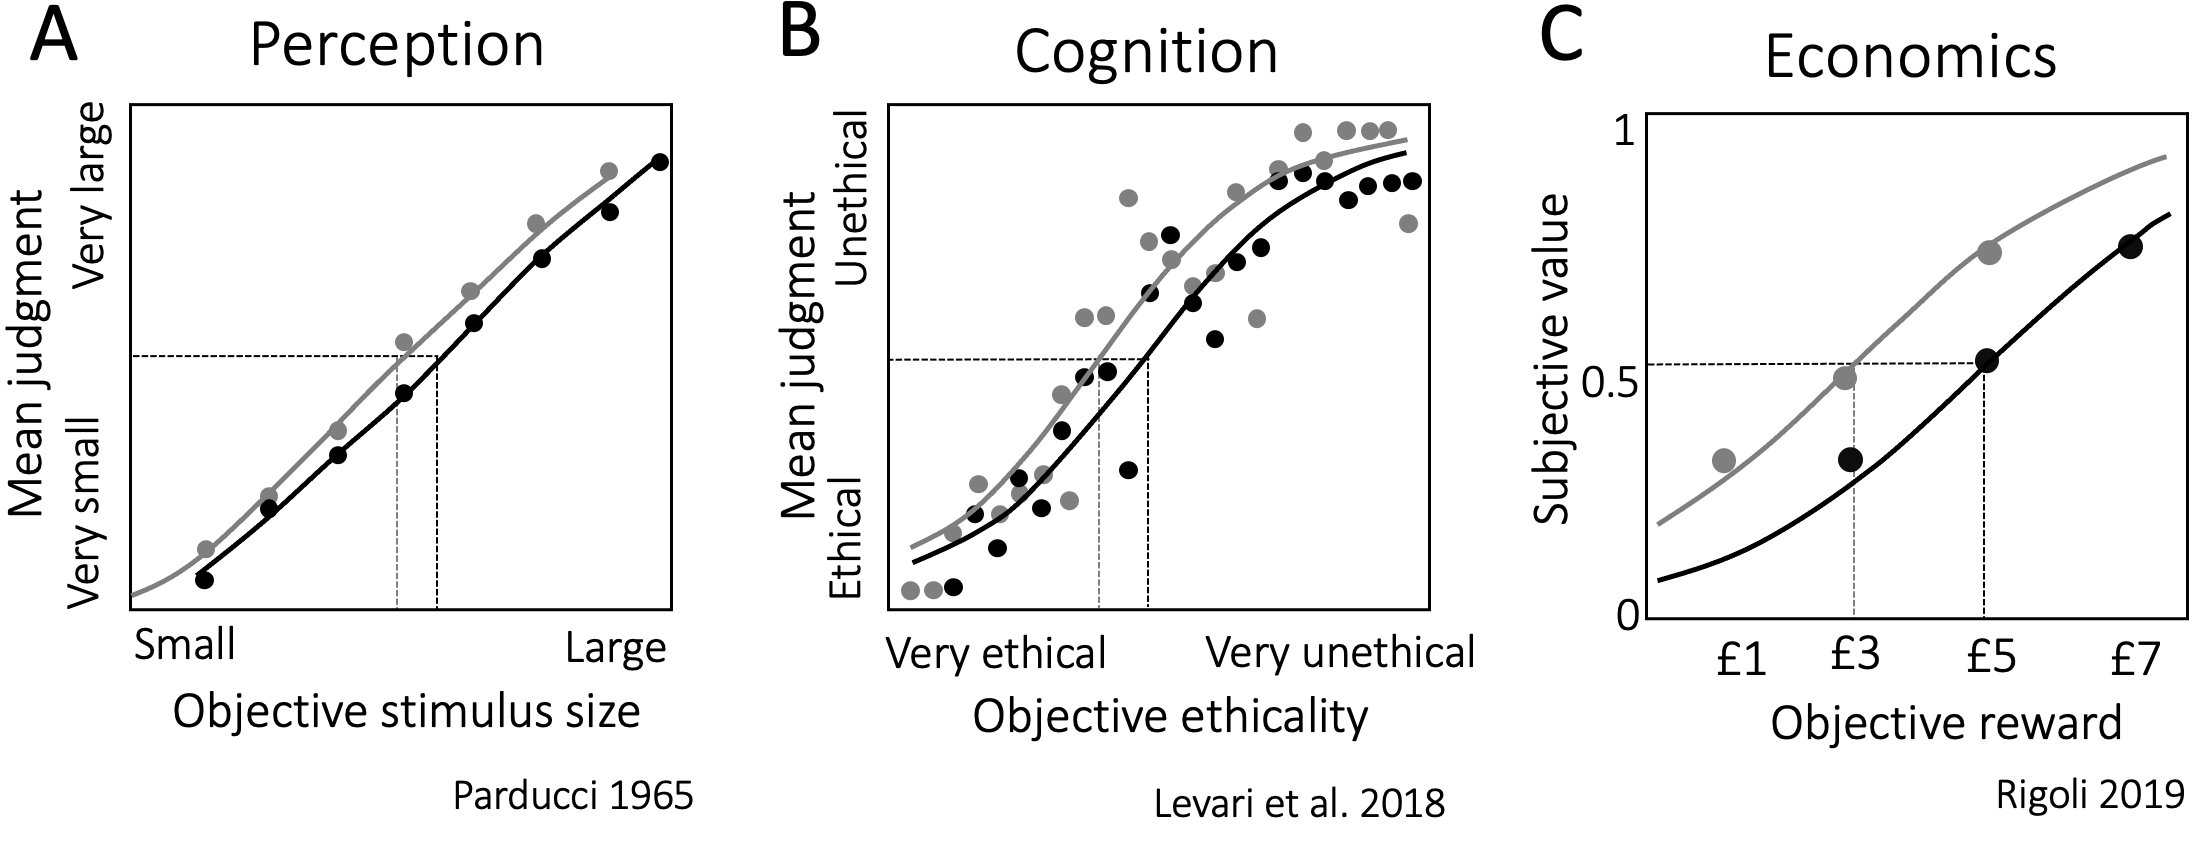 A
Perception
Mean judgment
Very small
Very large
Small
Large
Objective stimulus size
Parducci 1965
B
Cognition
Mean judgment
Ethical
Unethical
Very ethical
Very unethical
Objective ethicality
Levari et al. 2018
C
Economics
Subjective value
1
0.5
0
£1
£3
£5
£7
Objective reward
Rigoli 2019